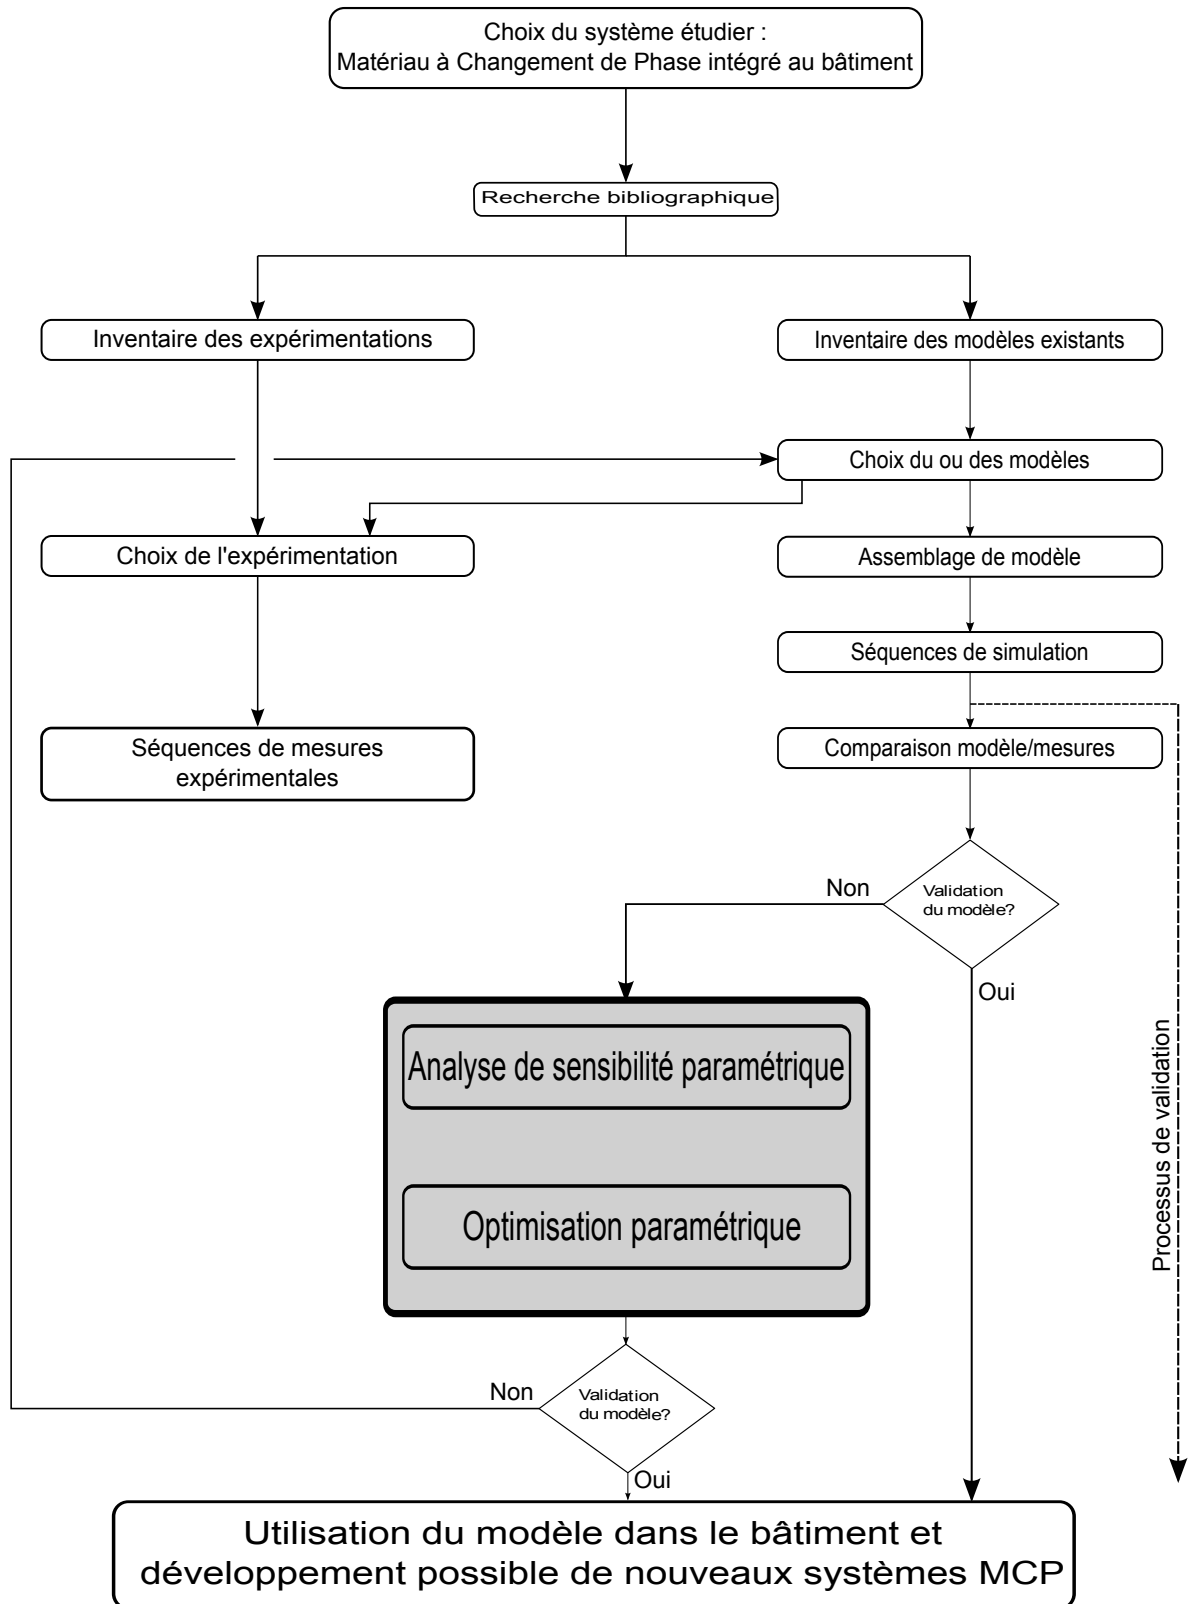 Choix du système étudier :
Matériau à Changement de Phase intégré au bâtiment
Recherche bibliographique
Inventaire des expérimentations
Inventaire des modèles existants
Choix du ou des modèles
Choix de l'expérimentation
Assemblage de modèle
Séquences de simulation
Séquences de mesures
expérimentales
Comparaison modèle/mesures
Non
Validation
du modèle?
Oui
Processus de validation
Analyse de sensibilité paramétrique
Optimisation paramétrique
Non
Validation
du modèle?
Oui
Utilisation du modèle dans le bâtiment et
développement possible de nouveaux systèmes MCP